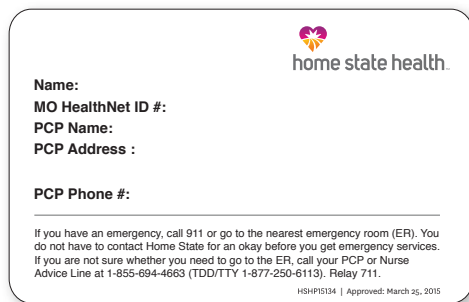 home state health™
Name:
MO HealthNet ID #:
PCP Name:
PCP Address :
PCP Phone #:
If you have an emergency, call 911 or go to the nearest emergency room (ER). You
do not have to contact Home State for an okay before you get emergency services.
If you are not sure whether you need to go to the ER, call your PCP or Nurse
Advice Line at 1-855-694-4663 (TDD/TTY 1-877-250-6113). Relay 711.
HSHP15134 | Approved: March 25, 2015